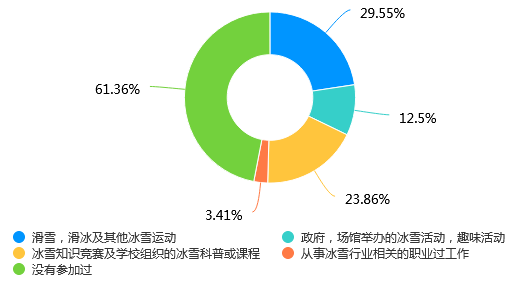 29.55%
61.36%
12.5%
23.86%
3.41%
滑雪，滑冰及其他冰雪运动
政府，场馆举办的冰雪活动，趣味活动
冰雪知识竞赛及学校组织的冰雪科普或课程
从事冰雪行业相关的职业过工作
没有参加过